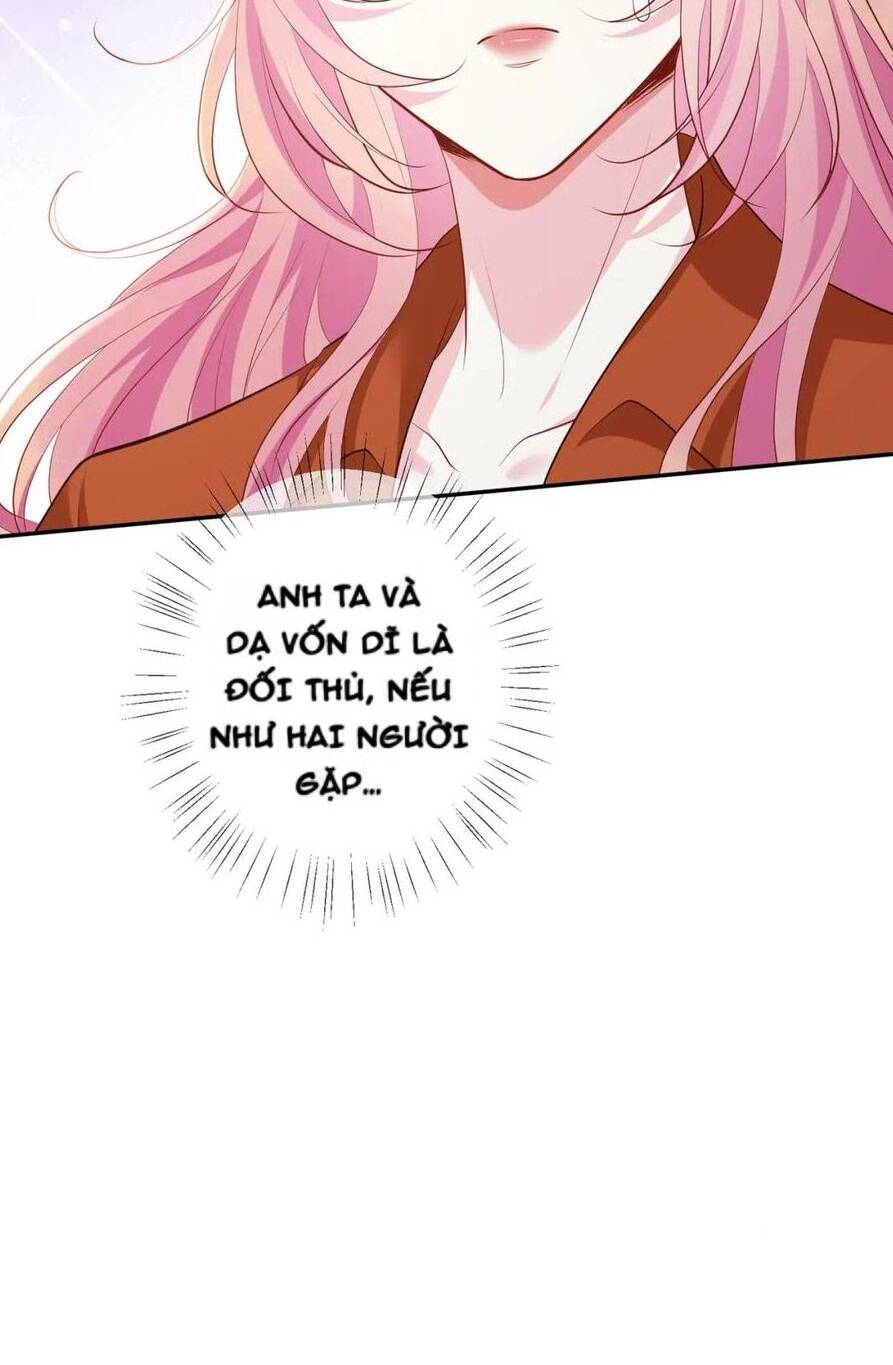 ANH TA VÀ
DẠ VỐN DĨ LÀ
ĐỐI THỦ, NẾU
NHƯ HAI NGƯỜI
GẶP...